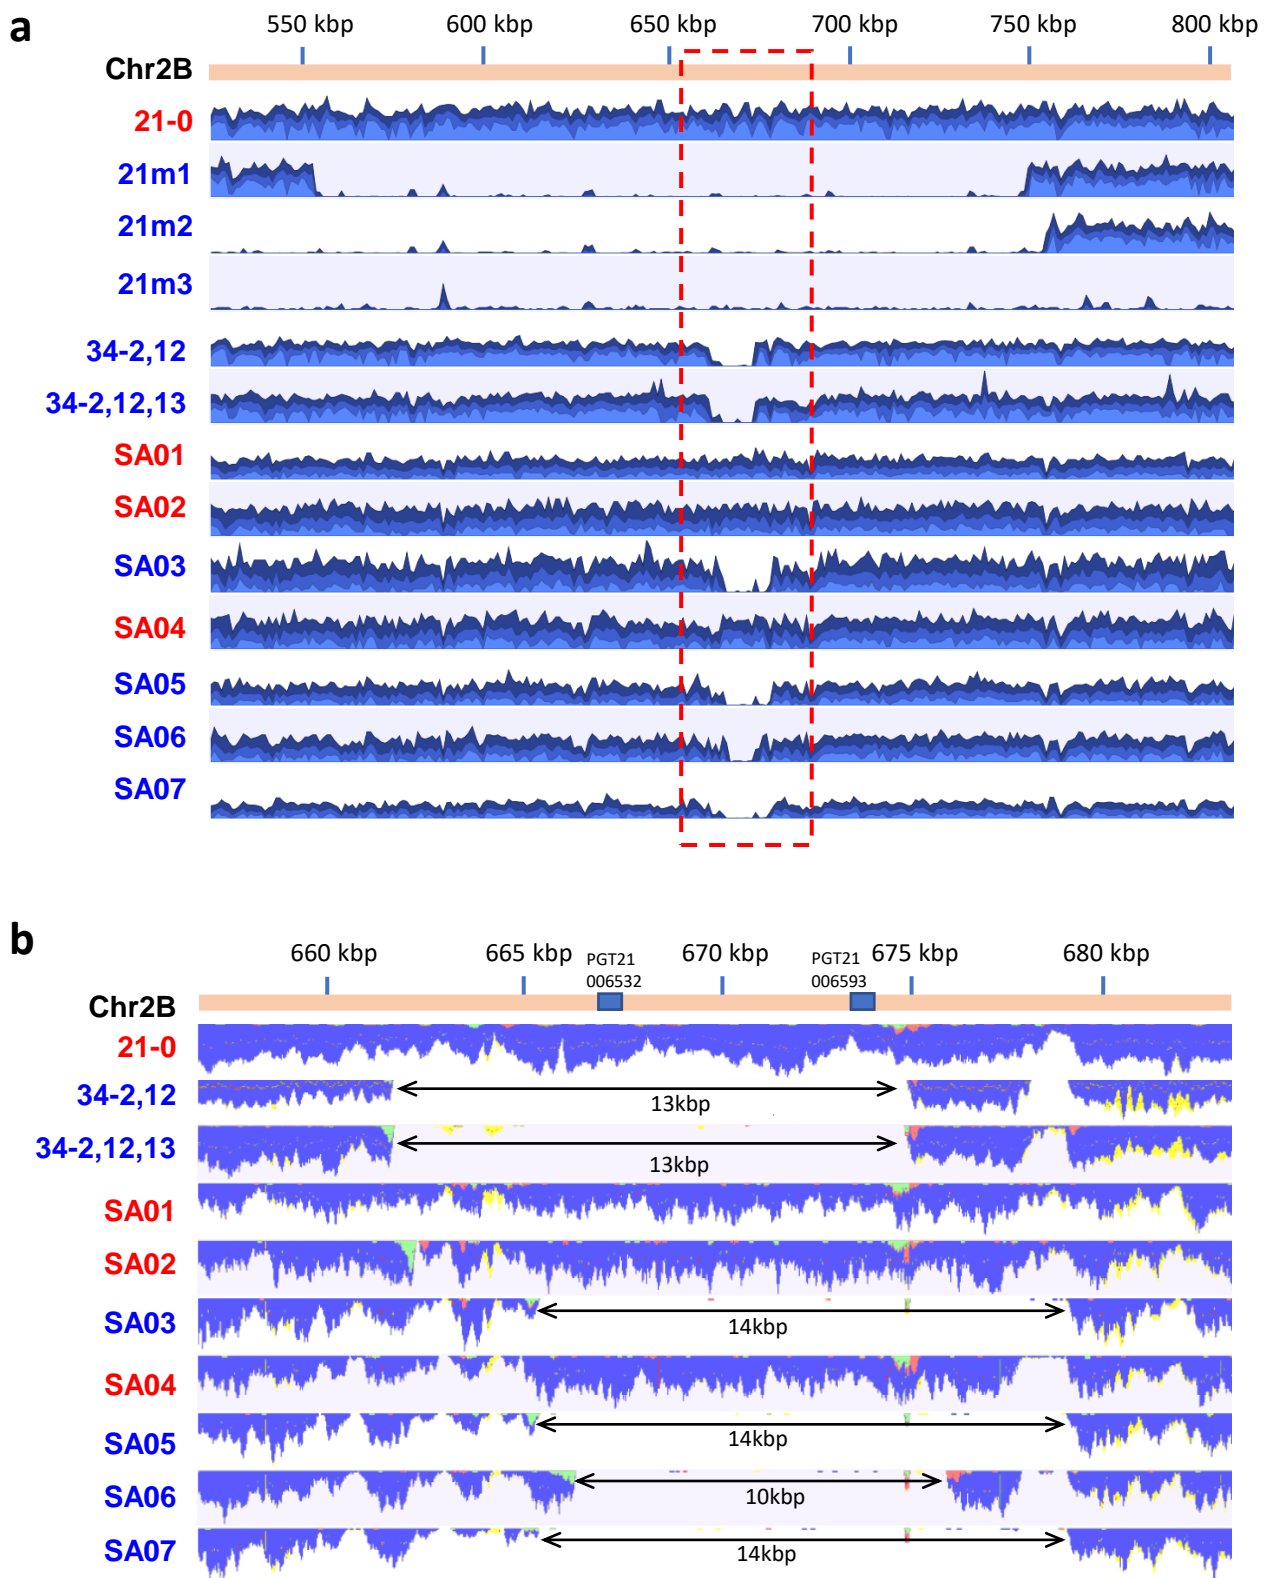 a
550 kbp 600 kbp 650 kbp 700 kbp 750 kbp 800 kbp
Chr2B
21-0
21m1
21m2
21m3
34-2,12
34-2,12,13
SA01
SA02
SA03
SA04
SA05
SA06
SA07
b
660 kbp 665 kbp PGT21 670 kbp PGT21 675 kbp 680 kbp
006532 006593
Chr2B
21-0
34-2,12
13kbp
34-2,12,13
13kbp
SA01
SA02
SA03
14kbp
SA04
SA05
14kbp
SA06
10kbp
SA07
14kbp